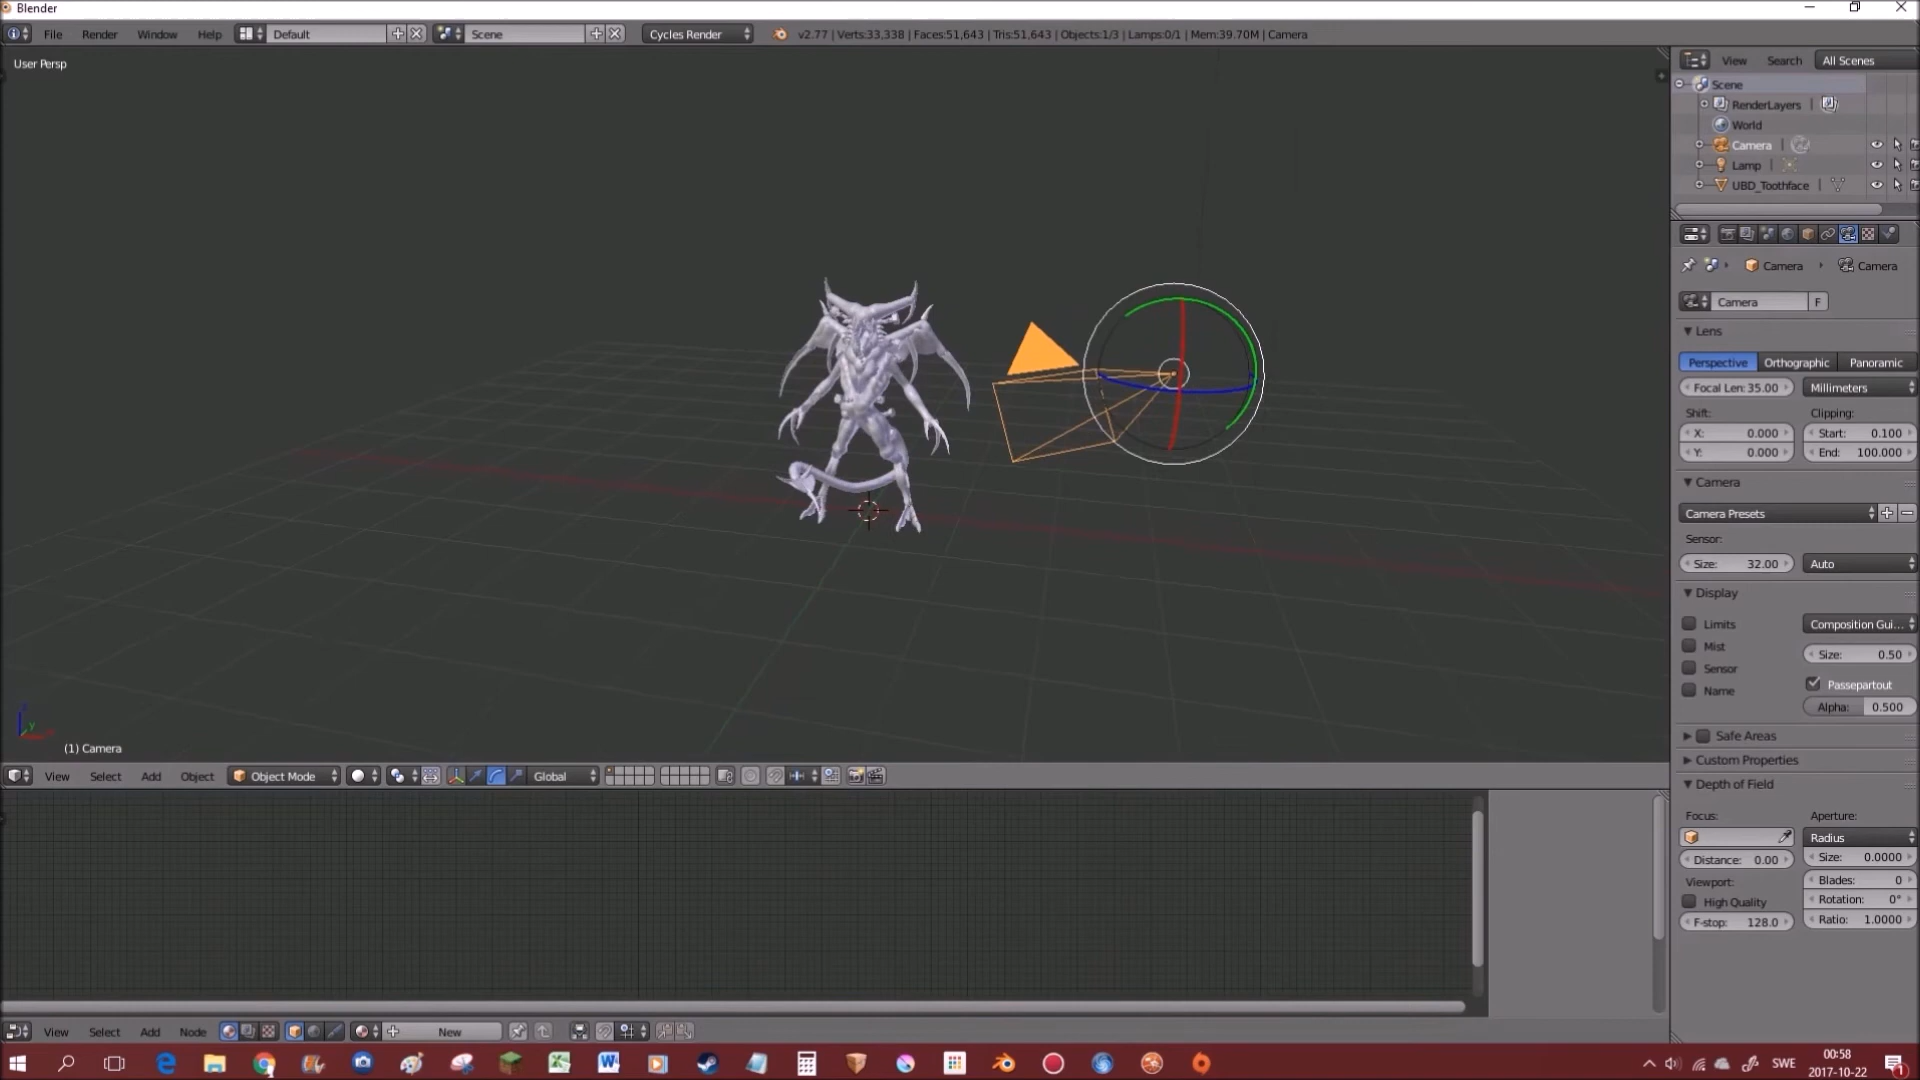 Blender
File Render Window Help Default Scene Cycles Render v2.77 | Verts:33,338 | Faces:51,643 | Tris:51,643 | Objects:1/3 | Lamps:0/1 | Mem:39.70M | Camera
User Persp
View Search All Scenes
Scene
RenderLayers
World
Camera
Lamp
UBD_Toothface
Camera Camera
Camera F
Lens
Perspective Orthographic Panoramic
Focal Len: 35.00 Millimeters
Shift: Clipping:
X: 0.000 Start: 0.100
Y: 0.000 End: 100.000
Camera
Camera Presets
Sensor:
Size: 32.00 Auto
Display
Limits Composition Gui...
Mist Size: 0.50
Sensor
Passepartout
Name
Alpha: 0.500
Safe Areas
Custom Properties
Depth of Field
Focus: Aperture:
Radius
Distance: 0.00 Size: 0.0000
Viewport: Blades: 0
High Quality Rotation: 0°
F-stop: 128.0 Ratio: 1.0000
(1) Camera
View Select Add Object Object Mode Global
View Select Add Node New
SWE 00:58
2017-10-22